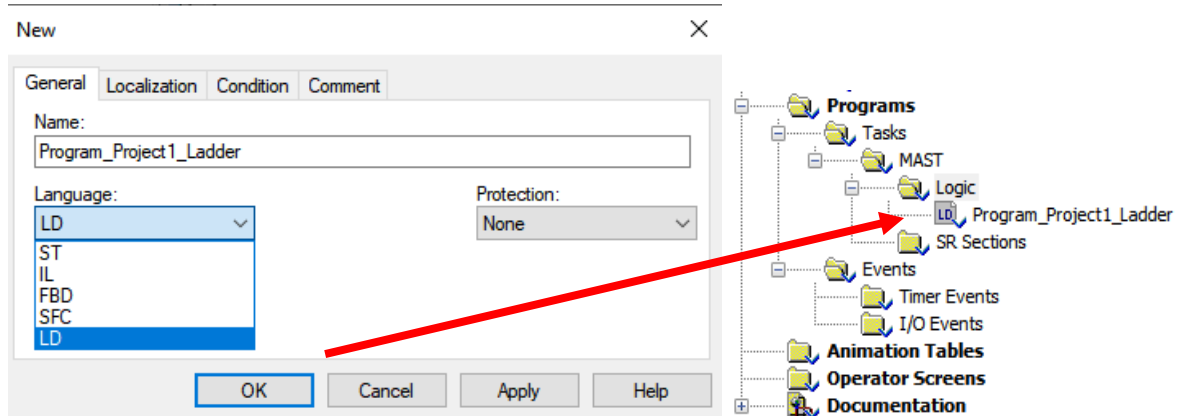 New
General Localization Condition Comment
Name:
Program_Project1_Ladder
Language:
Protection:
LD
None
ST
IL
FBD
SFC
LD
OK Cancel Apply Help
Programs
Tasks
MAST
Logic
LD Program_Project1_Ladder
SR Sections
Events
Timer Events
I/O Events
Animation Tables
Operator Screens
Documentation